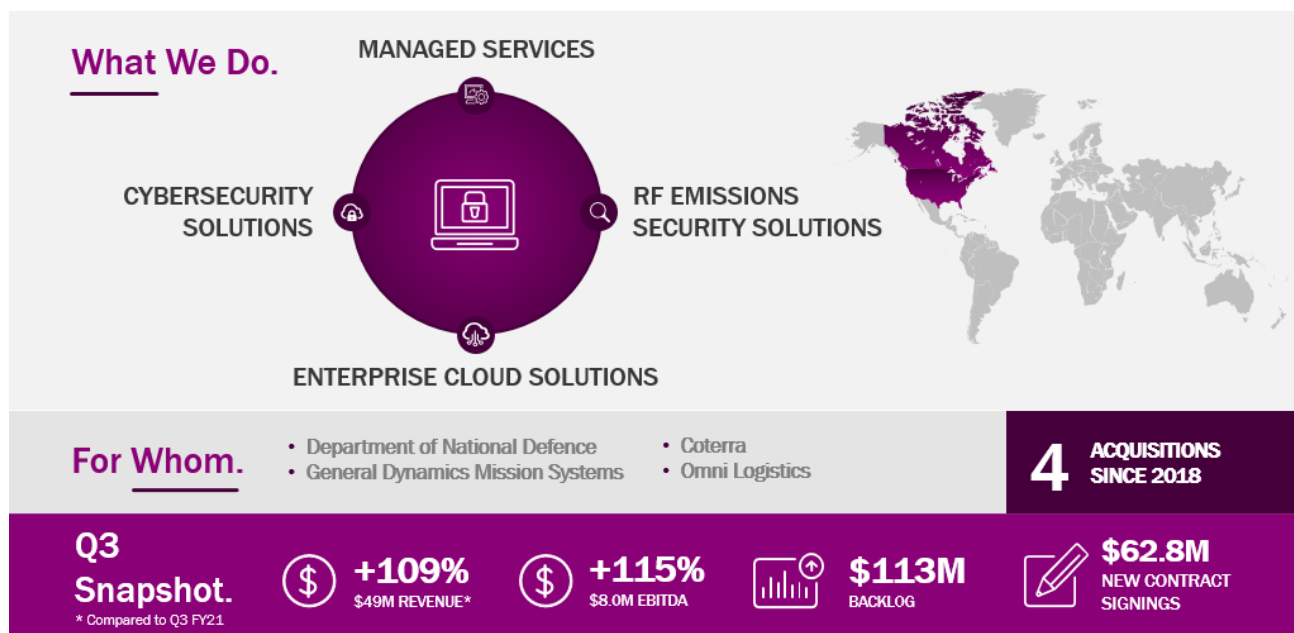 What We Do.
MANAGED SERVICES
CYBERSECURITY
SOLUTIONS
RF EMISSIONS
SECURITY SOLUTIONS
ENTERPRISE CLOUD SOLUTIONS
For Whom.
• Department of National Defence
• General Dynamics Mission Systems
• Coterra
• Omni Logistics
4
ACQUISITIONS
SINCE 2018
Q3
Snapshot.
* Compared to Q3 FY21
$
+109%
$49M REVENUE*
$
+115%
$8.0M EBITDA
$113M
BACKLOG
$62.8M
NEW CONTRACT
SIGNINGS